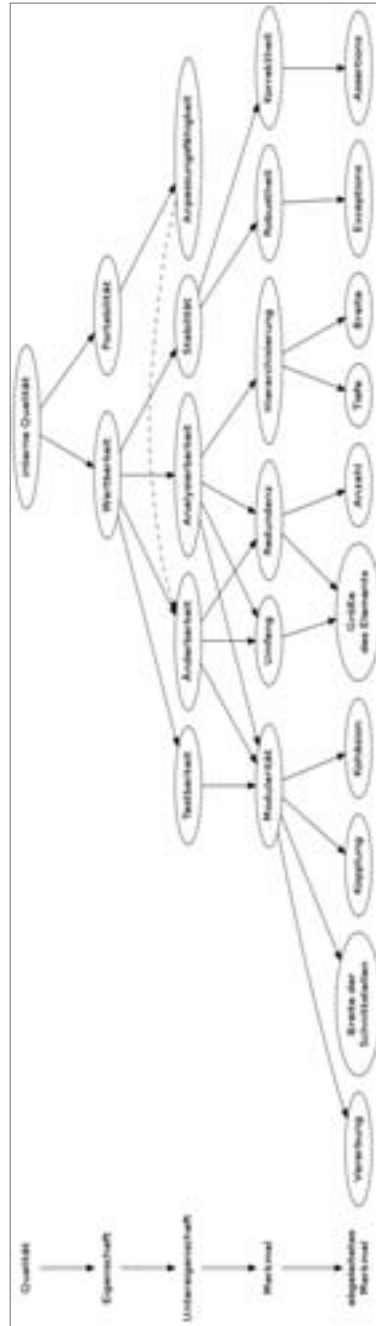 Qualität
Eigenschaft
Untereigenschaft
Merkmal
abgeleitetes
Merkmal
Interne Qualität
Wartbarkeit
Portabilität
Testbarkeit
Änderbarkeit
Analysierbarkeit
Stabilität
Anpassungsfähigkeit
Modularität
Umfang
Redundanz
Hierarchisierung
Robustheit
Korrektheit
Vererbung
Breite der
Schnittstellen
Kopplung
Kohäsion
Größe
des Elements
Anzahl
Tiefe
Breite
Exceptions
Assertions